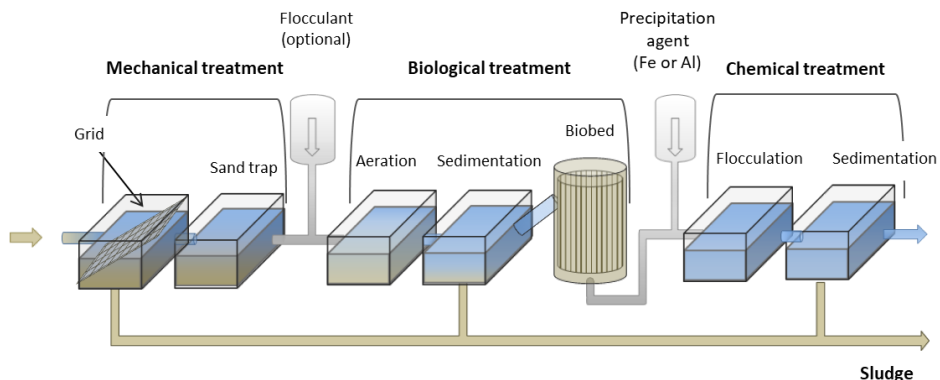 Flocculant
(optional)
Precipitation
agent
(Fe or Al)
Mechanical treatment
Biological treatment
Chemical treatment
Grid
Sand trap
Aeration
Sedimentation
Biobed
Flocculation
Sedimentation
Sludge